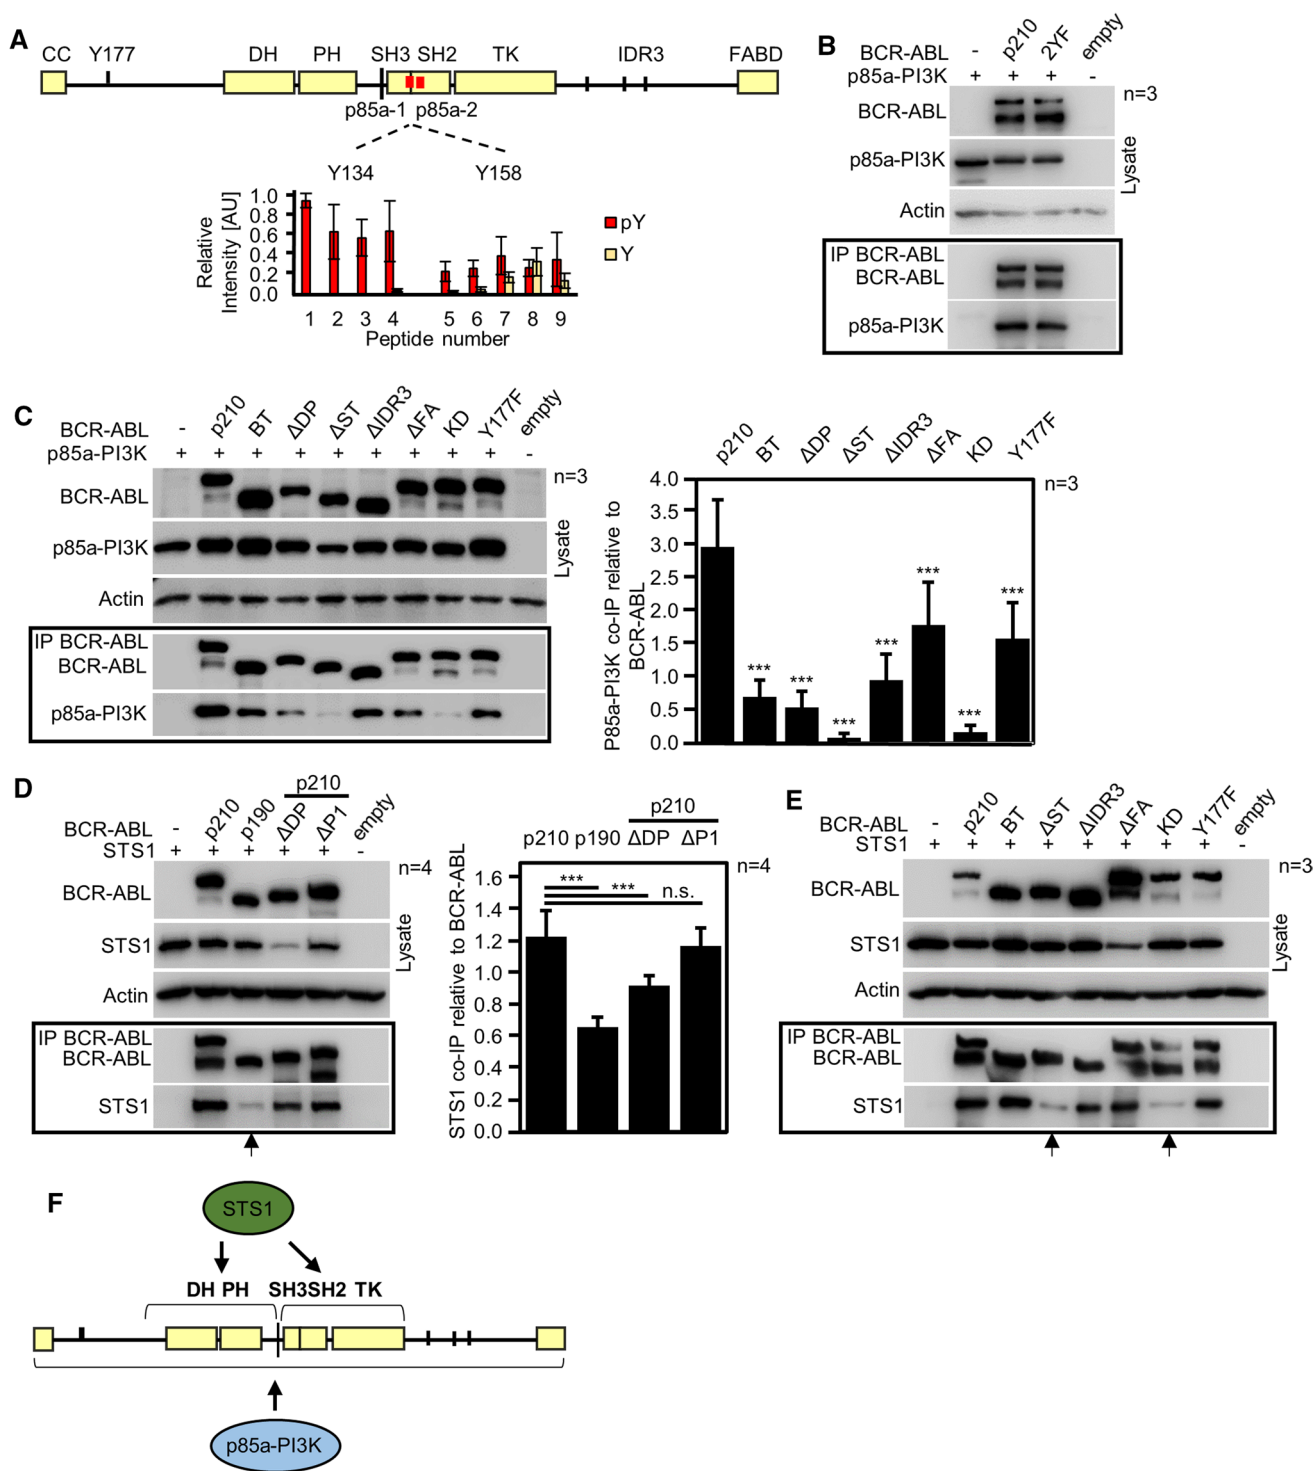 A
CC Y177 DH PH SH3 SH2 TK IDR3 FABD
p85a-1 p85a-2
Y134 Y158
Relative
Intensity [AU]
1.0
0.8
0.6
0.4
0.2
0.0
pY
Y
1 2 3 4 5 6 7 8 9
Peptide number
B
BCR-ABL - p210 2YF empty
p85a-PI3K + + + -
n=3
BCR-ABL
p85a-PI3K
Actin
Lysate
IP BCR-ABL
BCR-ABL
p85a-PI3K
C
BCR-ABL - p210 BT ΔDP ΔST ΔIDR3 ΔFA KD Y177F empty
p85a-PI3K + + + + + + + + + -
n=3
BCR-ABL
p85a-PI3K
Actin
Lysate
IP BCR-ABL
BCR-ABL
p85a-PI3K
p210 BT ΔDP ΔST ΔIDR3 ΔFA KD Y177F
n=3
P85a-PI3K co-IP relative to
BCR-ABL
4.0
3.5
3.0
2.5
2.0
1.5
1.0
0.5
0.0
*** *** *** *** *** *** ***
D
p210
BCR-ABL - p210 p190 ΔDP ΔP1 empty
STS1 + + + + + -
n=4
BCR-ABL
STS1
Actin
Lysate
IP BCR-ABL
BCR-ABL
STS1
p210
p210 p190 ΔDP ΔP1
n=4
STS1 co-IP relative to BCR-ABL
1.6
1.4
1.2
1.0
0.8
0.6
0.4
0.2
0.0
*** *** n.s.
E
BCR-ABL - p210 BT ΔST ΔIDR3 ΔFA KD Y177F empty
STS1 + + + + + + + + -
n=3
BCR-ABL
STS1
Actin
Lysate
IP BCR-ABL
BCR-ABL
STS1
F
STS1
DH PH SH3SH2 TK
p85a-PI3K